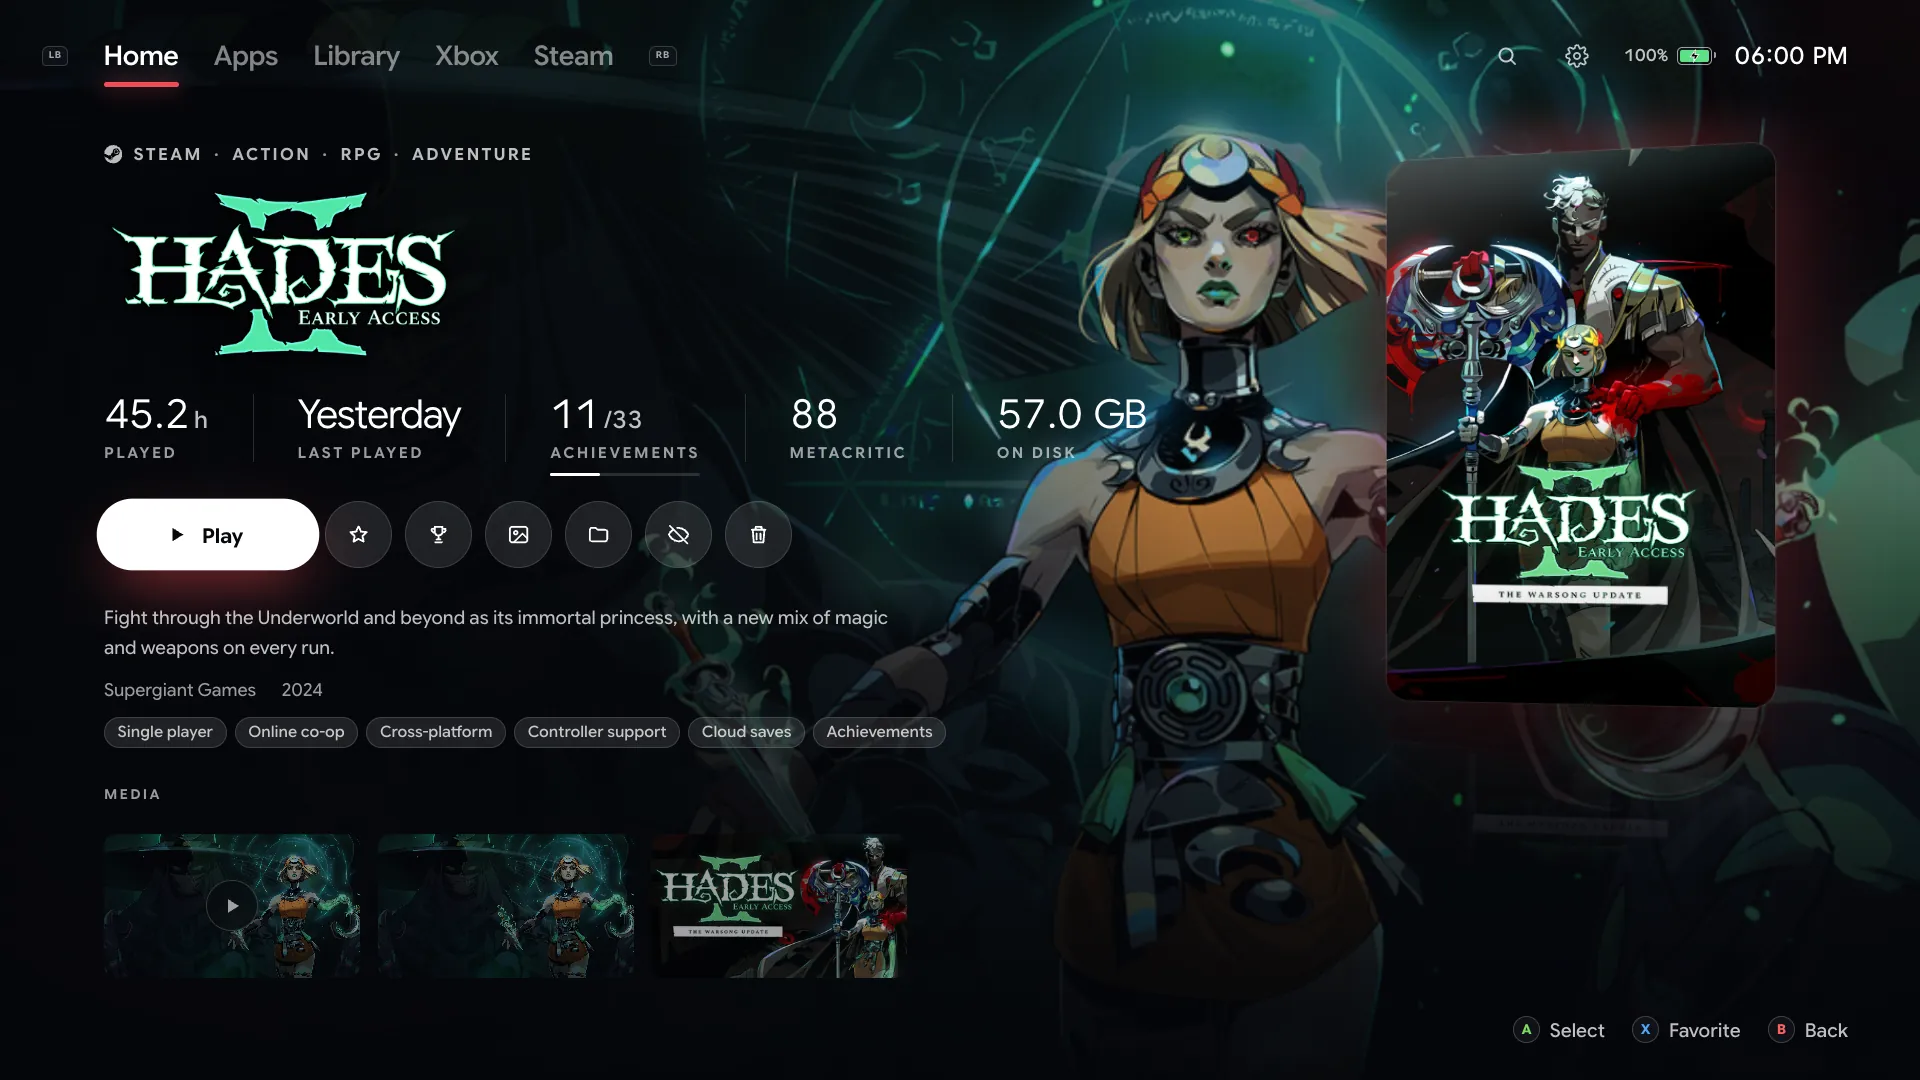 LB Home Apps Library Xbox Steam RB 100% 06:00 PM
STEAM · ACTION · RPG · ADVENTURE
HADES II
EARLY ACCESS
45.2 h Yesterday 11 /33 88 57.0 GB
PLAYED LAST PLAYED ACHIEVEMENTS METACRITIC ON DISK
Play
Fight through the Underworld and beyond as its immortal princess, with a new mix of magic
and weapons on every run.
Supergiant Games 2024
Single player Online co-op Cross-platform Controller support Cloud saves Achievements
HADES II
EARLY ACCESS
THE WARSONG UPDATE
MEDIA
HADES II
EARLY ACCESS
THE WARSONG UPDATE
A Select X Favorite B Back